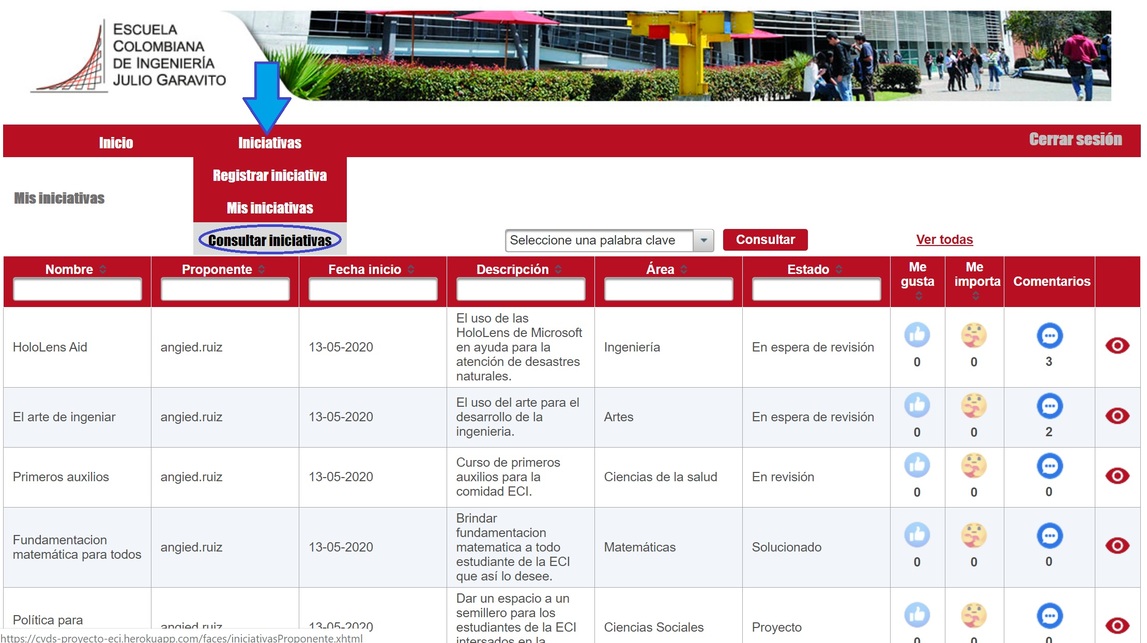 ESCUELA
COLOMBIANA
DE INGENIERÍA
JULIO GARAVITO
Inicio
Iniciativas
Cerrar sesión
Registrar iniciativa
Mis iniciativas
Consultar iniciativas
Mis iniciativas
Seleccione una palabra clave
Consultar
Ver todas
Nombre
Proponente
Fecha inicio
Descripción
Área
Estado
Me
gusta
Me
importa
Comentarios
HoloLens Aid
angied.ruiz
13-05-2020
El uso de las
HoloLens de Microsoft
en ayuda para la
atención de desastres
naturales.
Ingeniería
En espera de revisión
0
0
3
El arte de ingeniar
angied.ruiz
13-05-2020
El uso del arte para el
desarrollo de la
ingenieria.
Artes
En espera de revisión
0
0
2
Primeros auxilios
angied.ruiz
13-05-2020
Curso de primeros
auxilios para la
comidad ECI.
Ciencias de la salud
En revisión
0
0
0
Fundamentacion
matemática para todos
angied.ruiz
13-05-2020
Brindar
fundamentacion
matematica a todo
estudiante de la ECI
que así lo desee.
Matemáticas
Solucionado
0
0
0
Política para
angied.ruiz
13-05-2020
Dar un espacio a un
semillero para los
estudiantes de la ECI
intersados en la
Ciencias Sociales
Proyecto
0
0
0
https://cvds-proyecto-eci.herokuapp.com/faces/iniciativasProponente.xhtml